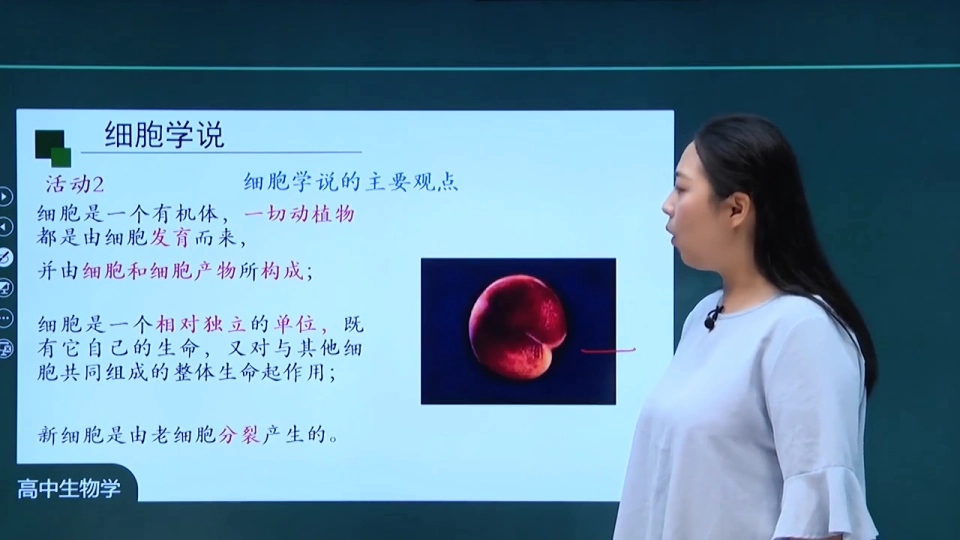 细胞学说
活动2
细胞学说的主要观点
细胞是一个有机体，一切动植物
都是由细胞发育而来，
并由细胞和细胞产物所构成；
细胞是一个相对独立的单位，既
有它自己的生命，又对与其他细
胞共同组成的整体生命起作用；
新细胞是由老细胞分裂产生的。
高中生物学